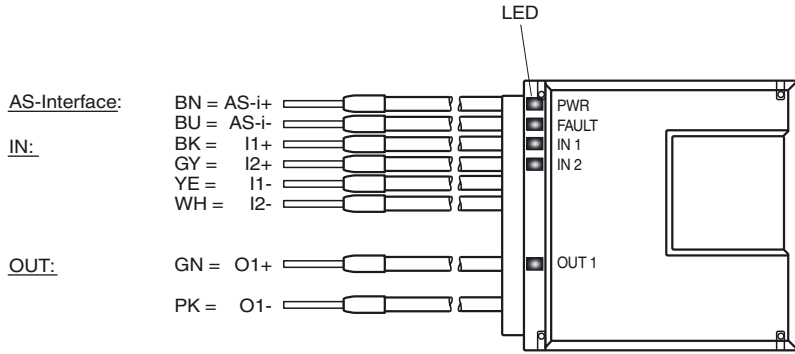 LED
AS-Interface: BN = AS-i+ PWR
BU = AS-i- FAULT
IN: BK = I1+ IN 1
GY = I2+ IN 2
YE = I1-
WH = I2-
OUT: GN = O1+ OUT 1
PK = O1-